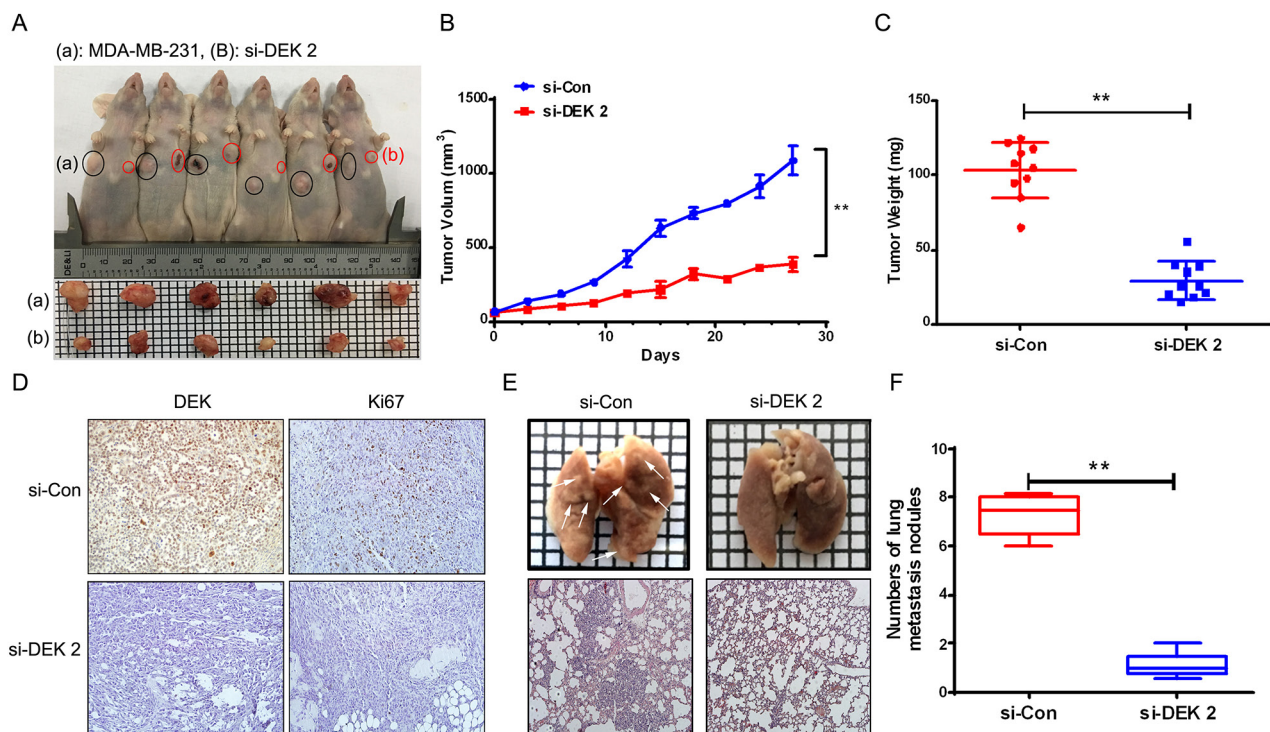 A
(a): MDA-MB-231, (B): si-DEK 2
(a)
(b)
(a)
(b)
B
si-Con
si-DEK 2
Tumor Volum (mm3)
1500
1000
500
0
0
10
20
30
Days
**
C
Tumor Weight (mg)
150
100
50
0
**
si-Con
si-DEK 2
D
DEK
Ki67
si-Con
si-DEK 2
E
si-Con
si-DEK 2
F
Numbers of lung
metastasis nodules
10
8
6
4
2
0
**
si-Con
si-DEK 2